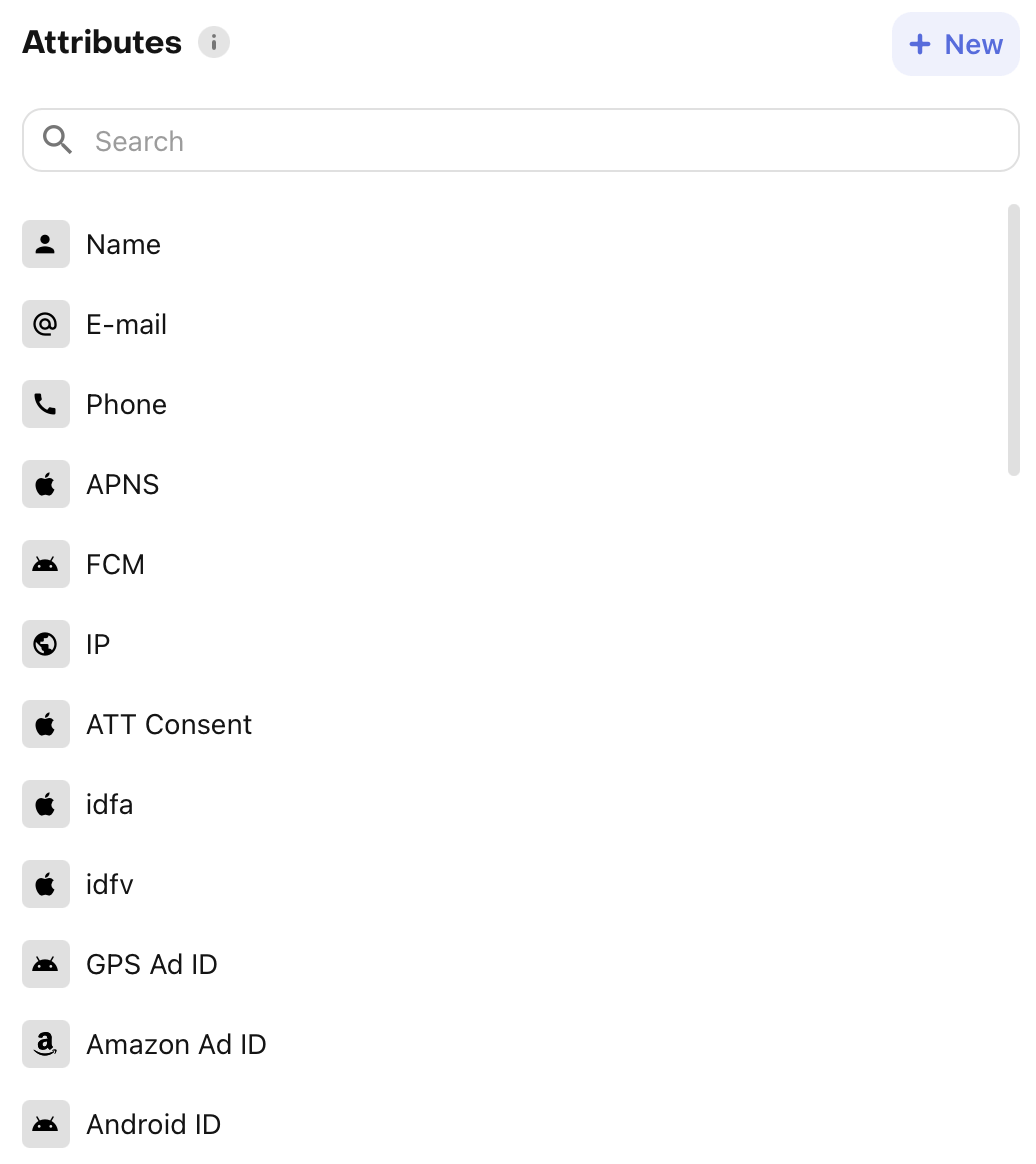 Attributes
+ New
Search
Name
E-mail
Phone
APNS
FCM
IP
ATT Consent
idfa
idfv
GPS Ad ID
Amazon Ad ID
Android ID